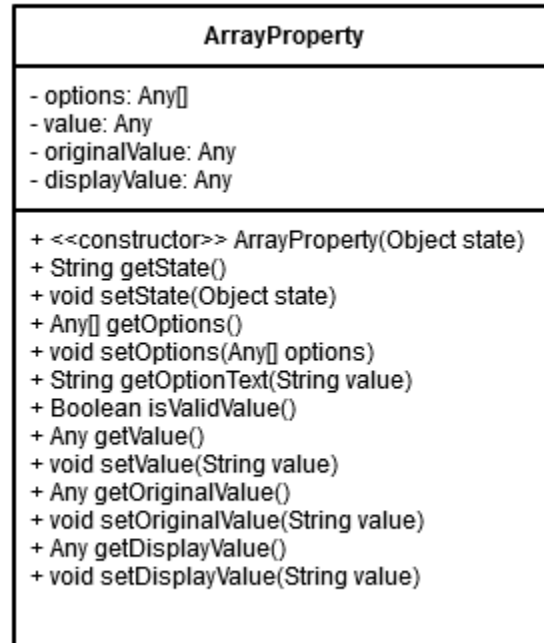 ArrayProperty
- options: Any[]
- value: Any
- originalValue: Any
- displayValue: Any
+ <<constructor>> ArrayProperty(Object state)
+ String getState()
+ void setState(Object state)
+ Any[] getOptions()
+ void setOptions(Any[] options)
+ String getOptionText(String value)
+ Boolean isValidValue()
+ Any getValue()
+ void setValue(String value)
+ Any getOriginalValue()
+ void setOriginalValue(String value)
+ Any getDisplayValue()
+ void setDisplayValue(String value)